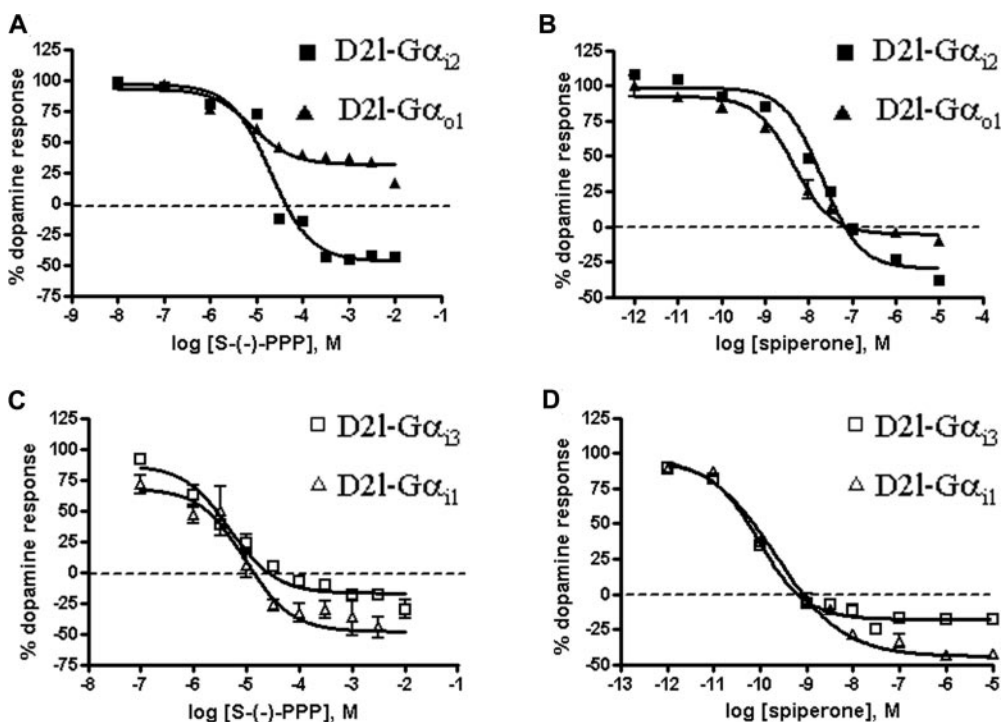 A
% dopamine response
125
100
75
50
25
0
-25
-50
-75
-9 -8 -7 -6 -5 -4 -3 -2 -1
log [S-(-)-PPP], M
D2l-Gαi2
D2l-Gαo1
B
% dopamine response
125
100
75
50
25
0
-25
-50
-12 -11 -10 -9 -8 -7 -6 -5 -4
log [spiperone], M
D2l-Gαi2
D2l-Gαo1
C
% dopamine response
125
100
75
50
25
0
-25
-50
-75
-8 -7 -6 -5 -4 -3 -2
log [S-(-)-PPP], M
D2l-Gαi3
D2l-Gαi1
D
% dopamine response
125
100
75
50
25
0
-25
-50
-13 -12 -11 -10 -9 -8 -7 -6 -5
log [spiperone], M
D2l-Gαi3
D2l-Gαi1